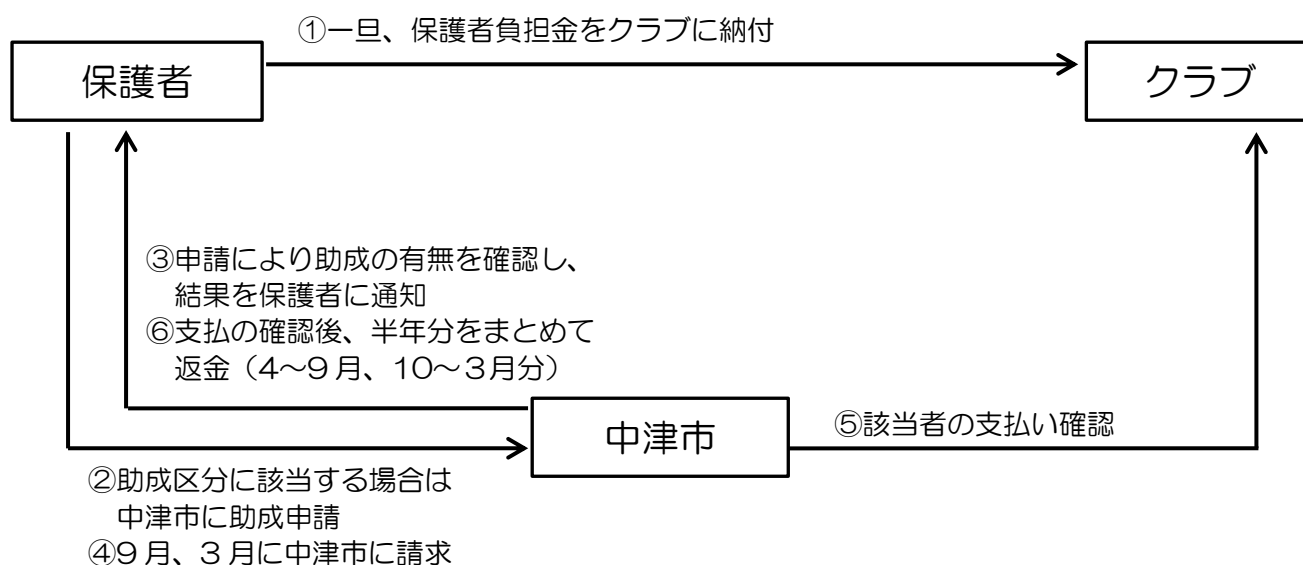 ①一旦、保護者負担金をクラブに納付
保護者
クラブ
③申請により助成の有無を確認し、
結果を保護者に通知
⑥支払の確認後、半年分をまとめて
返金（4～9月、10～3月分）
中津市
⑤該当者の支払い確認
②助成区分に該当する場合は
中津市に助成申請
④9月、3月に中津市に請求